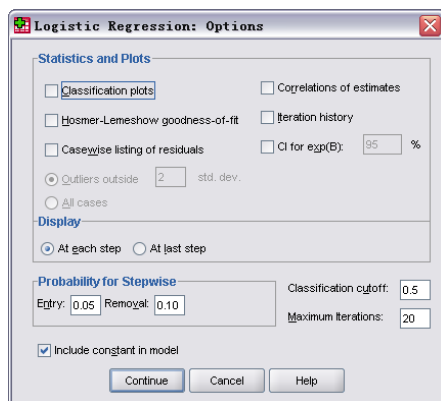 Logistic Regression: Options
Statistics and Plots
Classification plots
Correlations of estimates
Hosmer-Lemeshow goodness-of-fit
Iteration history
Casewise listing of residuals
CI for exp(B): 95 %
Outliers outside 2 std. dev.
All cases
Display
At each step At last step
Probability for Stepwise
Entry: 0.05 Removal: 0.10
Classification cutoff: 0.5
Maximum Iterations: 20
Include constant in model
Continue Cancel Help